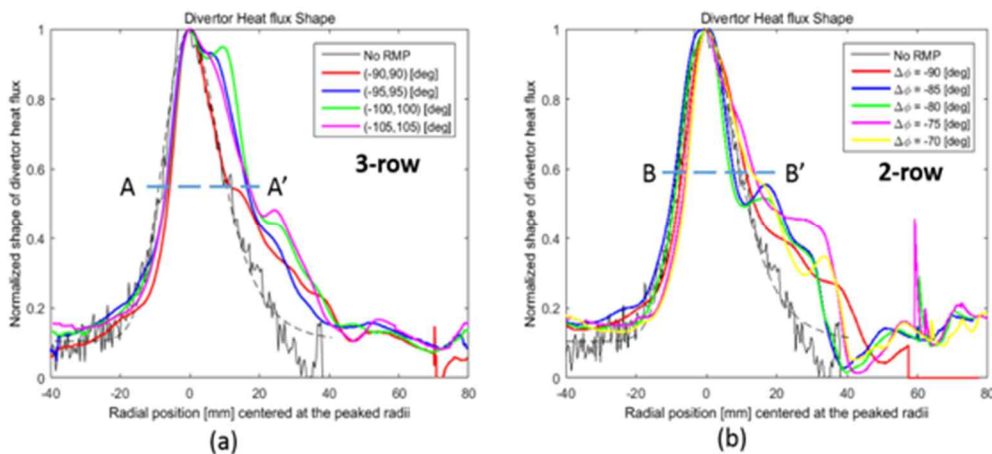 Divertor Heat flux Shape
Normalized shape of divertor heat flux
1
0.8
0.6
0.4
0.2
0
No RMP
(-90,90) [deg]
(-95,95) [deg]
(-100,100) [deg]
(-105,105) [deg]
3-row
A
A'
-40
-20
0
20
40
60
80
Radial position [mm] centered at the peaked radii
(a)
Divertor Heat flux Shape
Normalized shape of divertor heat flux
1
0.8
0.6
0.4
0.2
0
No RMP
Δϕ = -90 [deg]
Δϕ = -85 [deg]
Δϕ = -80 [deg]
Δϕ = -75 [deg]
Δϕ = -70 [deg]
2-row
B
B'
-40
-20
0
20
40
60
80
Radial position [mm] centered at the peaked radii
(b)